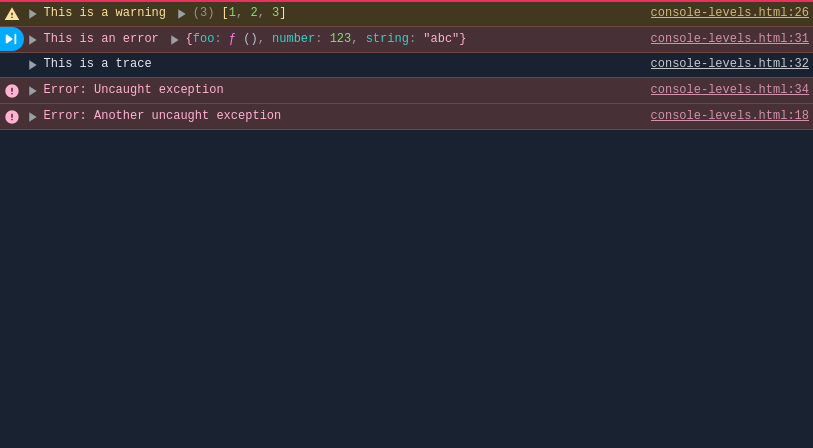 This is a warning (3) [1, 2, 3] console-levels.html:26
This is an error {foo: ƒ (), number: 123, string: "abc"} console-levels.html:31
This is a trace console-levels.html:32
Error: Uncaught exception console-levels.html:34
Error: Another uncaught exception console-levels.html:18